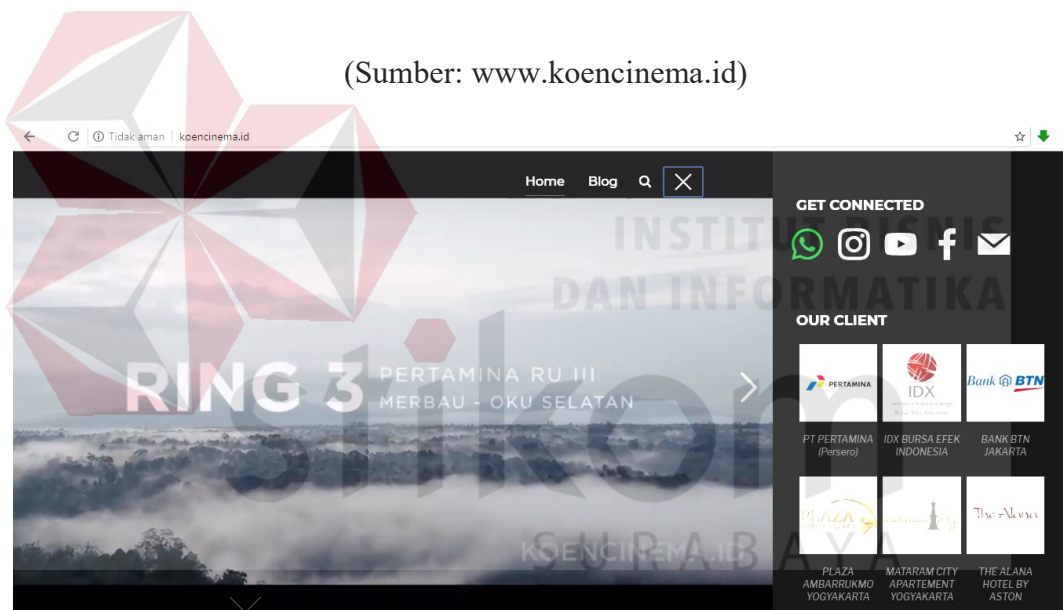 (Sumber: www.koencinema.id)
Tidak aman | koencinema.id
Home Blog
GET CONNECTED
INSTITUT BISNIS
DAN INFORMATIKA
stikom
SURABAYA
OUR CLIENT
RING 3
PERTAMINA RU III
MERBAU - OKU SELATAN
KOENCINEMA.ID
PERTAMINA
IDX
Bank BTN
PT PERTAMINA
(Persero)
IDX BURSA EFEK
INDONESIA
BANK BTN
JAKARTA
PLAZA
The Alana
PLAZA
AMBARRUKMO
YOGYAKARTA
MATARAM CITY
APARTEMENT
YOGYAKARTA
THE ALANA
HOTEL BY
ASTON